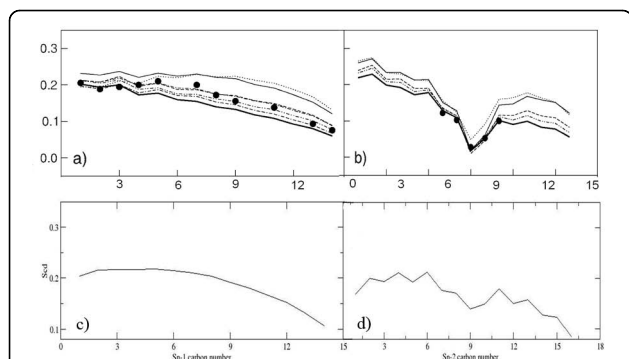 0.3
0.2
0.1
0.0
a)
3 6 9 12
b)
0 3 6 9 12 15
Scd
0.3
0.2
0.1
c)
0 3 6 9 12 15
Sn-1 carbon number
d)
0 3 6 9 12 15 18
Sn-2 carbon number